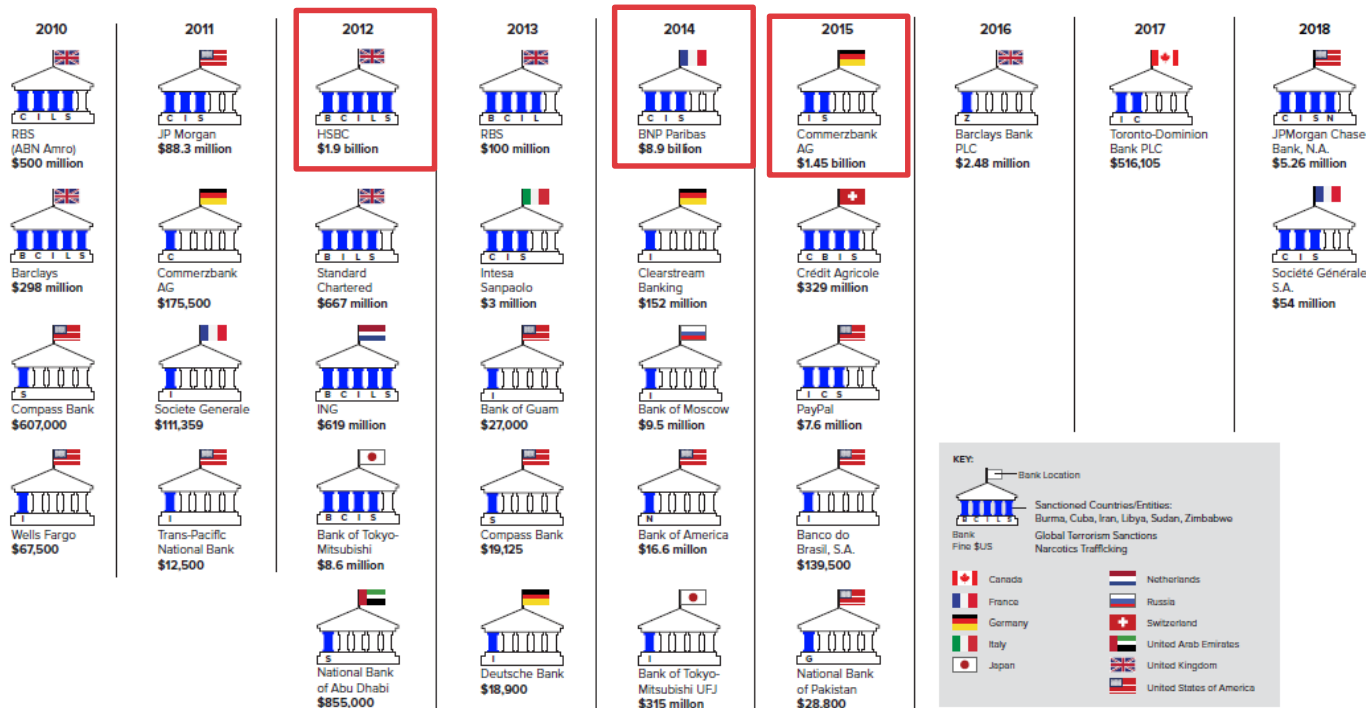 2010
C I L S
RBS
(ABN Amro)
$500 million
B C I L S
Barclays
$298 million
S
Compass Bank
$607,000
I
Wells Fargo
$67,500
2011
C I S
JP Morgan
$88.3 million
C
Commerzbank
AG
$175,500
I
Societe Generale
$111,359
I
Trans-Pacific
National Bank
$12,500
2012
B C I L S
HSBC
$1.9 billion
B I L S
Standard
Chartered
$667 million
B C I L S
ING
$619 million
B C I S
Bank of Tokyo-
Mitsubishi
$8.6 million
S
National Bank
of Abu Dhabi
$855,000
2013
B C I L
RBS
$100 million
C I S
Intesa
Sanpaolo
$3 million
I
Bank of Guam
$27,000
S
Compass Bank
$19,125
I
Deutsche Bank
$18,900
2014
C I S
BNP Paribas
$8.9 billion
I
Clearstream
Banking
$152 million
I
Bank of Moscow
$9.5 million
N
Bank of America
$16.6 millon
I
Bank of Tokyo-
Mitsubishi UFJ
$315 millon
2015
I S
Commerzbank
AG
$1.45 billion
C B I S
Crédit Agricole
$329 million
I C S
PayPal
$7.6 million
I
Banco do
Brasil, S.A.
$139,500
G
National Bank
of Pakistan
$28,800
2016
Z
Barclays Bank
PLC
$2.48 million
2017
I C
Toronto-Dominion
Bank PLC
$516,105
2018
C I S N
JPMorgan Chase
Bank, N.A.
$5.26 million
C I S
Société Générale
S.A.
$54 million
KEY:
Bank Location
B C I L S
Sanctioned Countries/Entities:
Burma, Cuba, Iran, Libya, Sudan, Zimbabwe
Global Terrorism Sanctions
Narcotics Trafficking
Bank
Fine $US
Canada
France
Germany
Italy
Japan
Netherlands
Russia
Switzerland
United Arab Emirates
United Kingdom
United States of America